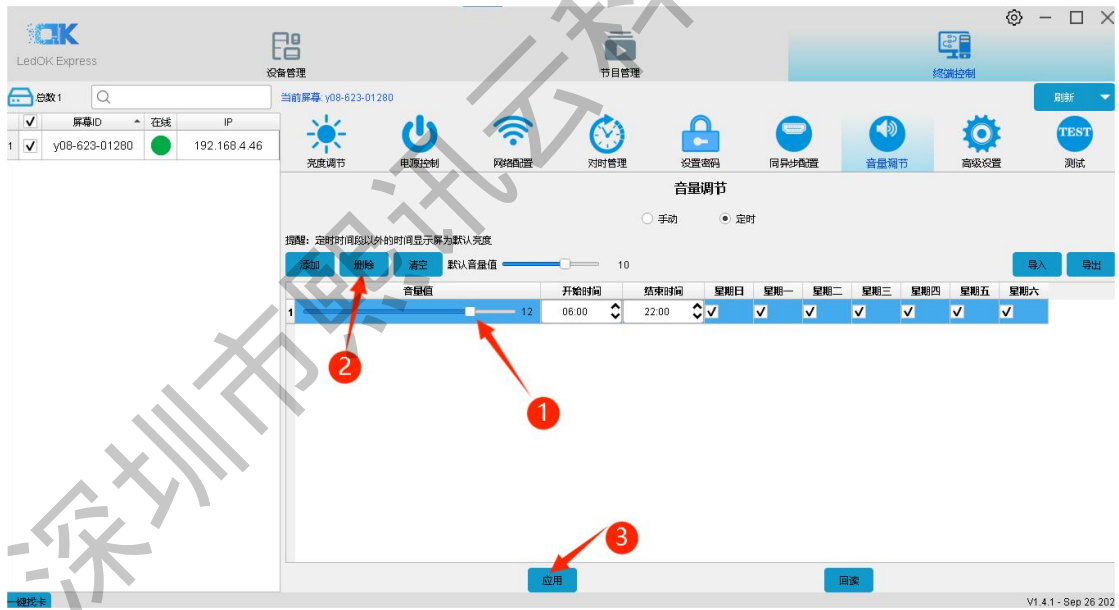 LedOK Express
设备管理
节目管理
终端控制
总数1
当前屏幕: y08-623-01280
刷新
屏幕ID 在线 IP
1 y08-623-01280 192.168.4.46
亮度调节 电源控制 网络配置 对时管理 设置密码 同异步配置 音量调节 高级设置 测试
TEST
音量调节
手动 定时
提醒：定时时间段以外的时间显示屏为默认亮度
添加 删除 清空 默认音量值 10 导入 导出
音量值 开始时间 结束时间 星期日 星期一 星期二 星期三 星期四 星期五 星期六
1 12 06:00 22:00
2
1
3
应用 回读
一键找卡
V1.4.1 - Sep 26 202
深圳市熙讯云科